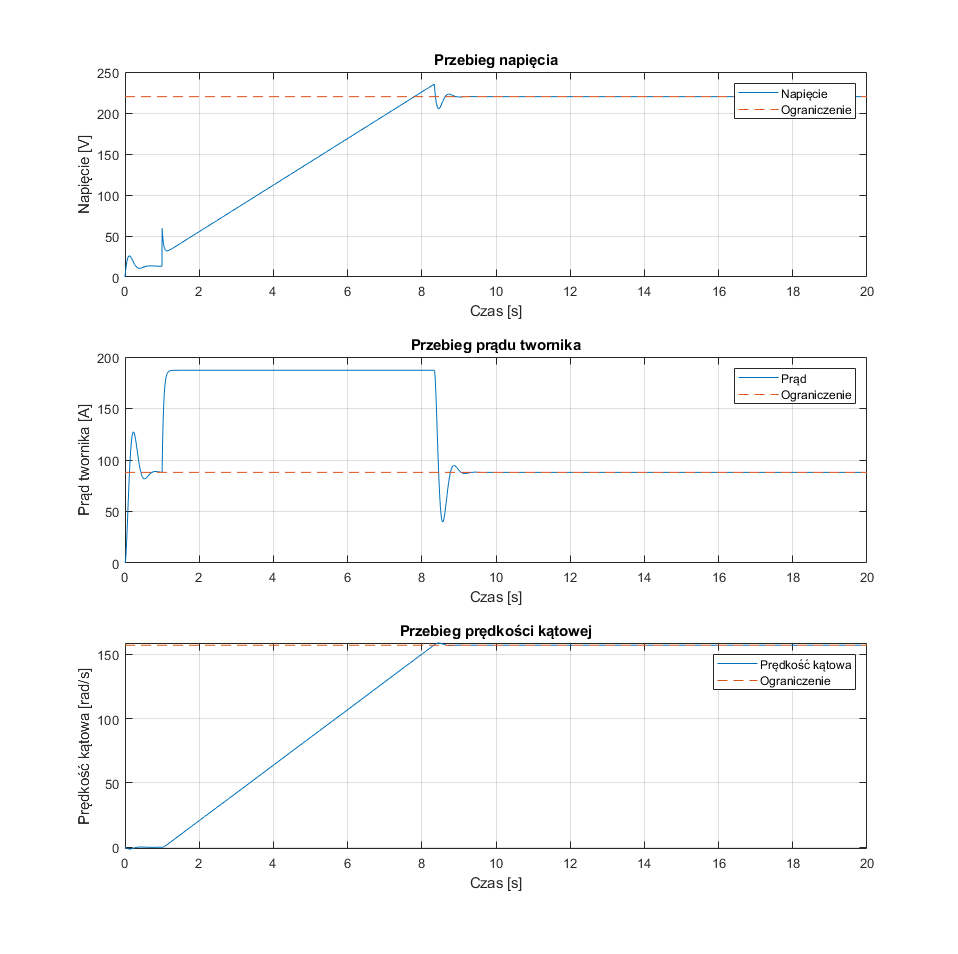 Przebieg napięcia
Napięcie [V]
250
200
150
100
50
0
Napięcie
Ograniczenie
0 2 4 6 8 10 12 14 16 18 20
Czas [s]
Przebieg prądu twornika
Prąd twornika [A]
200
150
100
50
0
Prąd
Ograniczenie
0 2 4 6 8 10 12 14 16 18 20
Czas [s]
Przebieg prędkości kątowej
Prędkość kątowa [rad/s]
150
100
50
0
Prędkość kątowa
Ograniczenie
0 2 4 6 8 10 12 14 16 18 20
Czas [s]